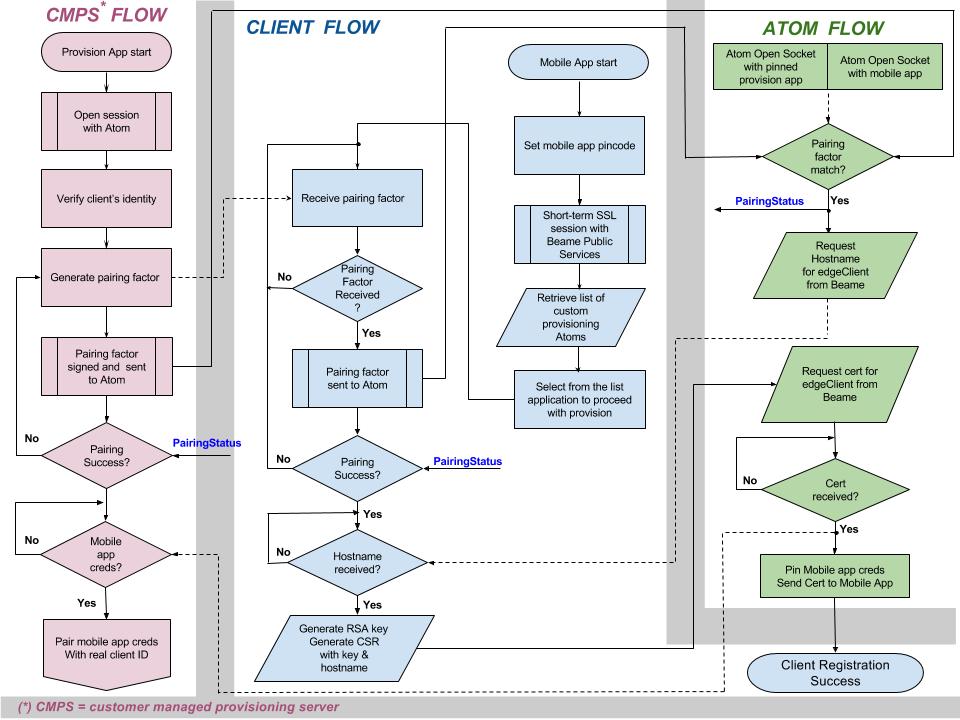 CMPS* FLOW
Provision App start
Open session
with Atom
Verify client's identity
Generate pairing factor
Pairing factor
signed and sent
to Atom
No
Pairing
Success?
PairingStatus
No
Mobile
app
creds?
Yes
Pair mobile app creds
With real client ID
CLIENT FLOW
Receive pairing factor
No
Pairing
Factor
Received
?
Yes
Pairing factor
sent to Atom
No
Pairing
Success?
PairingStatus
Yes
No
Hostname
received?
Yes
Generate RSA key
Generate CSR
with key &
hostname
Mobile App start
Set mobile app pincode
Short-term SSL
session with
Beame Public
Services
Retrieve list of
custom
provisioning
Atoms
Select from the list
application to proceed
with provision
ATOM FLOW
Atom Open Socket
with pinned
provision app
Atom Open Socket
with mobile app
Pairing
factor
match?
PairingStatus
Yes
Request
Hostname
for edgeClient
from Beame
Request cert for
edgeClient from
Beame
No
Cert
received?
Yes
Pin Mobile app creds
Send Cert to Mobile App
Client Registration
Success
(*) CMPS = customer managed provisioning server